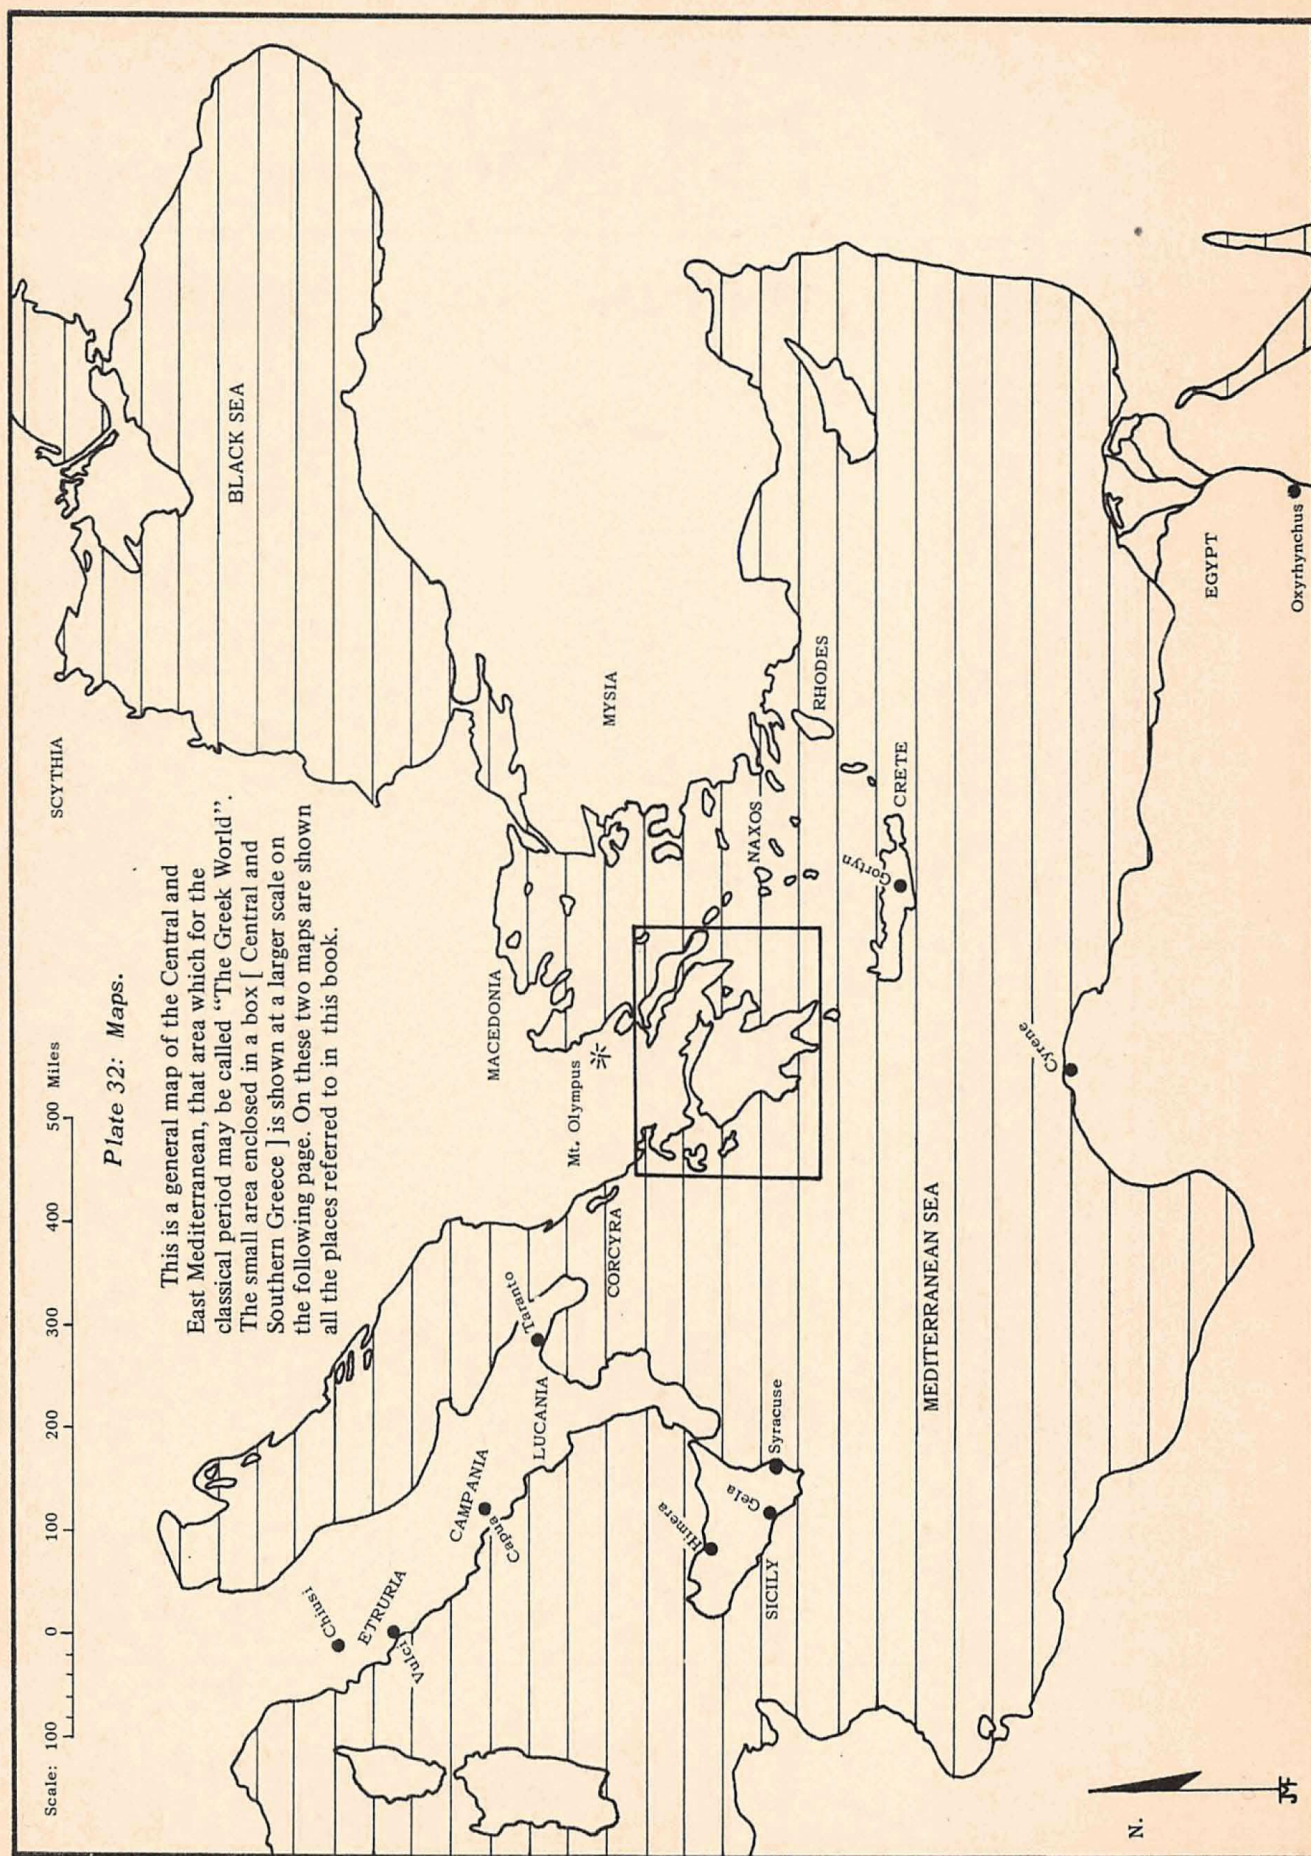 Scale: 100 0 100 200 300 400 500 Miles
Plate 32: Maps.
This is a general map of the Central and
East Mediterranean, that area which for the
classical period may be called “The Greek World”.
The small area enclosed in a box [ Central and
Southern Greece ] is shown at a larger scale on
the following page. On these two maps are shown
all the places referred to in this book.
SCYTHIA
BLACK SEA
Chiusi
ETRURIA
Vulci
CAMPANIA
Capua
LUCANIA
Taranto
CORCYRA
MACEDONIA
Mt. Olympus
MYSIA
Himera
Gela
Syracuse
SICILY
NAXOS
RHODES
Gortyn
CRETE
MEDITERRANEAN SEA
Cyrene
EGYPT
Oxyrhynchus
N.